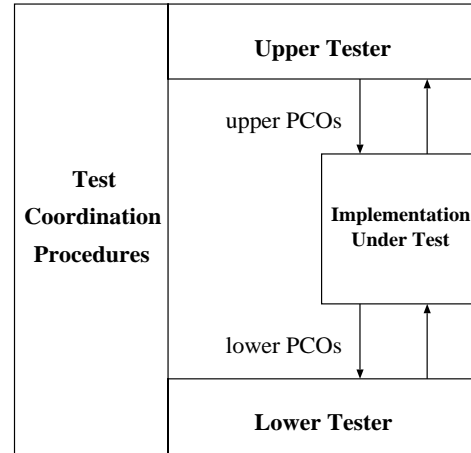 Upper Tester
upper PCOs
Test
Coordination
Procedures
Implementation
Under Test
lower PCOs
Lower Tester